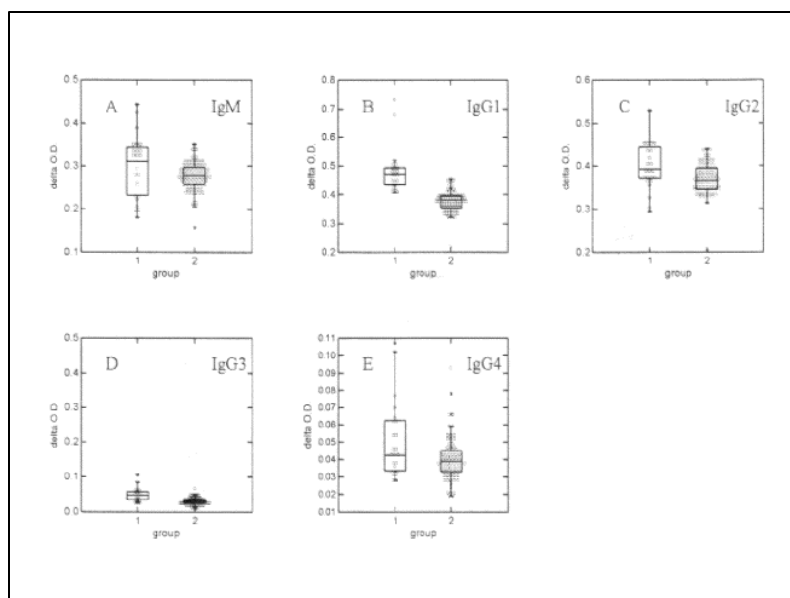 A IgM
0.5
0.4
0.3
0.2
0.1
delta O.D.
1 2
group
B IgG1
0.8
0.7
0.6
0.5
0.4
0.3
0.2
delta O.D.
1 2
group
C IgG2
0.6
0.5
0.4
0.3
0.2
delta O.D.
1 2
group
D IgG3
0.5
0.4
0.3
0.2
0.1
0.0
delta O.D.
1 2
group
E IgG4
0.11
0.10
0.09
0.08
0.07
0.06
0.05
0.04
0.03
0.02
0.01
delta O.D.
1 2
group